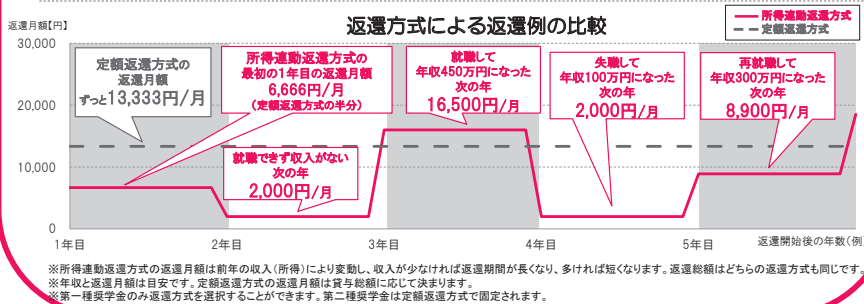 返還方式による返還例の比較
返還月額【円】
所得連動返還方式
定額返還方式
30,000
20,000
10,000
0
定額返還方式の
返還月額
ずっと13,333円/月
所得連動返還方式の
最初の1年目の返還月額
6,666円/月
(定額返還方式の半分)
就職できず収入がない
次の年
2,000円/月
就職して
年収450万円になった
次の年
16,500円/月
失職して
年収100万円になった
次の年
2,000円/月
再就職して
年収300万円になった
次の年
8,900円/月
1年目
2年目
3年目
4年目
5年目
返還開始後の年数(例)
※所得連動返還方式の返還月額は前年の収入(所得)により変動し、収入が少なければ返還期間が長くなり、多ければ短くなります。返還総額はどちらの返還方式も同じです。
※年収と返還月額は目安です。定額返還方式の返還月額は貸与総額に応じて決まります。
※第一種奨学金のみ返還方式を選択することができます。第二種奨学金は定額返還方式で固定されます。